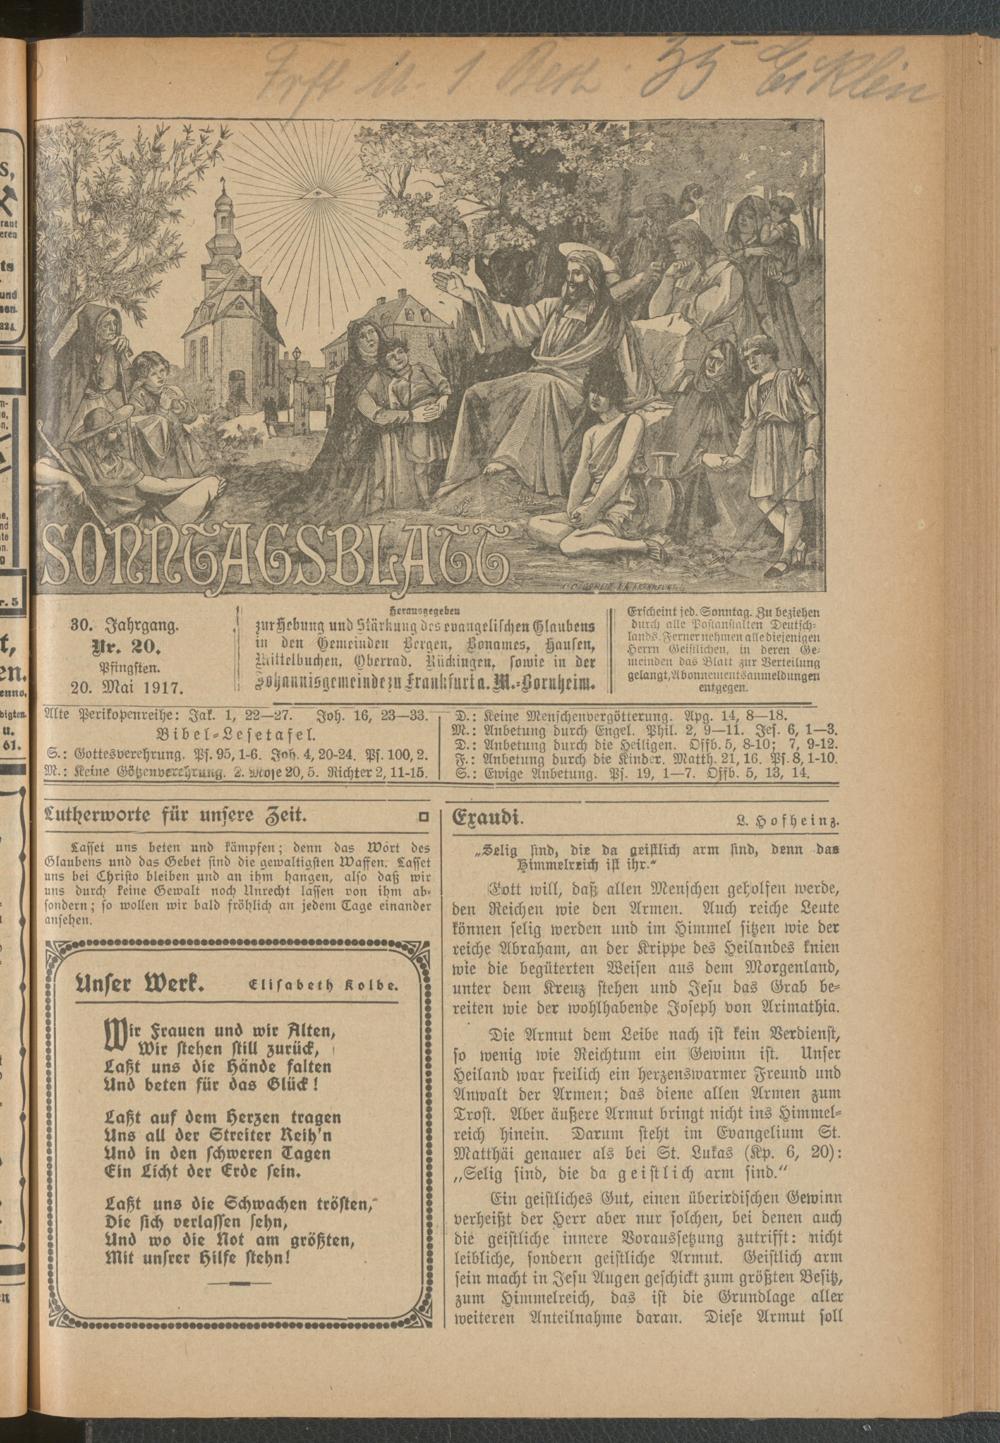 SONNTAGSBLATT
30. Jahrgang.
Nr. 20.
Pfingsten.
20. Mai 1917.
Herausgegeben
zur Hebung und Stärkung des evangelischen Glaubens
in den Gemeinden Bergen, Bonames, Hausen,
Mittelbuchen, Oberrad, Rückingen, sowie in der
Johannisgemeinde zu Frankfurt a. M.-Bornheim.
Erscheint jed. Sonntag. Zu beziehen
durch alle Postanstalten Deutsch-
lands. Ferner nehmen alle diejenigen
Herrn Geistlichen, in deren Ge-
meinden das Blatt zur Verteilung
gelangt, Abonnementsanmeldungen
entgegen.
Alte Perikopenreihe: Jak. 1, 22—27. Joh. 16, 23—33.
Bibel-Lesetafel.
S.: Gottesverehrung. Ps. 95, 1-6. Joh. 4, 20-24. Ps. 100, 2.
M.: Keine Götzenverehrung. 2. Mose 20, 5. Richter 2, 11-15.
D.: Keine Menschenvergötterung. Apg. 14, 8—18.
M.: Anbetung durch Engel. Phil. 2, 9—11. Jes. 6, 1—3.
D.: Anbetung durch die Heiligen. Offb. 5, 8-10; 7, 9-12.
F.: Anbetung durch die Kinder. Matth. 21, 16. Ps. 8, 1-10.
S.: Ewige Anbetung. Ps. 19, 1—7. Offb. 5, 13, 14.
Lutherworte für unsere Zeit.
Lasset uns beten und kämpfen; denn das Wort des
Glaubens und das Gebet sind die gewaltigsten Waffen. Lasset
uns bei Christo bleiben und an ihm hangen, also daß wir
uns durch keine Gewalt noch Unrecht lassen von ihm ab-
sondern; so wollen wir bald fröhlich an jedem Tage einander
ansehen.
Unser Werk. Elisabeth Kolbe.
Wir Frauen und wir Alten,
Wir stehen still zurück,
Laßt uns die Hände falten
Und beten für das Glück!
Laßt auf dem Herzen tragen
Uns all der Streiter Reih'n
Und in den schweren Tagen
Ein Licht der Erde sein.
Laßt uns die Schwachen trösten,
Die sich verlassen sehn,
Und wo die Not am größten,
Mit unsrer Hilfe stehn!
Exaudi. L. Hofheinz.
„Selig sind, die da geistlich arm sind, denn das
Himmelreich ist ihr.“
Gott will, daß allen Menschen geholfen werde,
den Reichen wie den Armen. Auch reiche Leute
können selig werden und im Himmel sitzen wie der
reiche Abraham, an der Krippe des Heilandes knien
wie die begüterten Weisen aus dem Morgenland,
unter dem Kreuz stehen und Jesu das Grab be-
reiten wie der wohlhabende Joseph von Arimathia.
Die Armut dem Leibe nach ist kein Verdienst,
so wenig wie Reichtum ein Gewinn ist. Unser
Heiland war freilich ein herzenswarmer Freund und
Anwalt der Armen; das diene allen Armen zum
Trost. Aber äußere Armut bringt nicht ins Himmel-
reich hinein. Darum steht im Evangelium St.
Matthäi genauer als bei St. Lukas (Kp. 6, 20):
„Selig sind, die da geistlich arm sind.“
Ein geistliches Gut, einen überirdischen Gewinn
verheißt der Herr aber nur solchen, bei denen auch
die geistliche innere Voraussetzung zutrifft: nicht
leibliche, sondern geistliche Armut. Geistlich arm
sein macht in Jesu Augen geschickt zum größten Besitz,
zum Himmelreich, das ist die Grundlage aller
weiteren Anteilnahme daran. Diese Armut soll